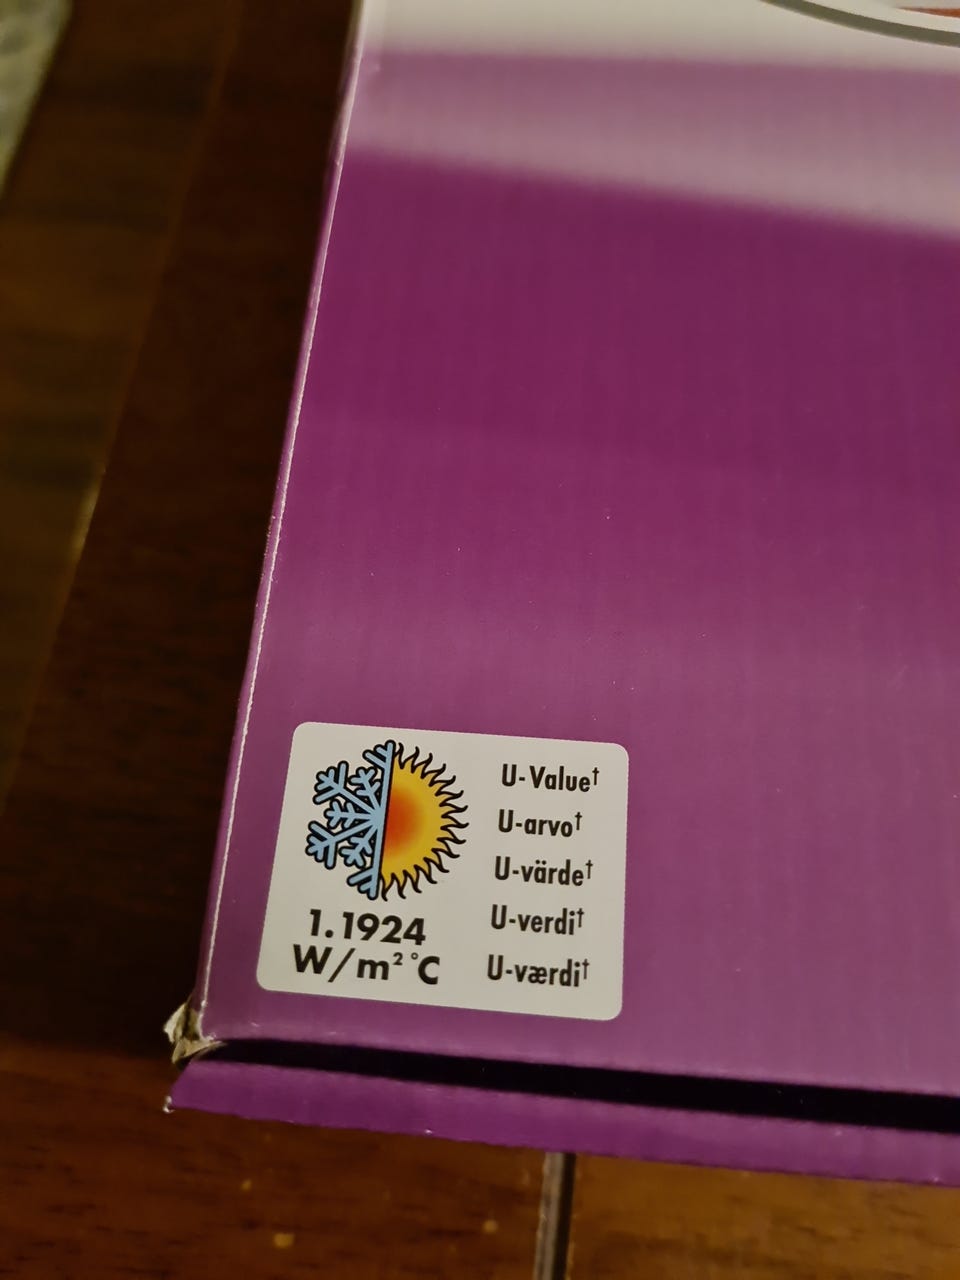 U-Value†
U-arvo†
U-värde†
U-verdi†
U-værdi†
1.1924
W/m² °C